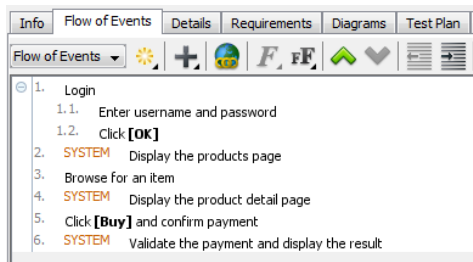 Info Flow of Events Details Requirements Diagrams Test Plan
Flow of Events F, FF,
1. Login
1.1. Enter username and password
1.2. Click [OK]
2. SYSTEM Display the products page
3. Browse for an item
4. SYSTEM Display the product detail page
5. Click [Buy] and confirm payment
6. SYSTEM Validate the payment and display the result